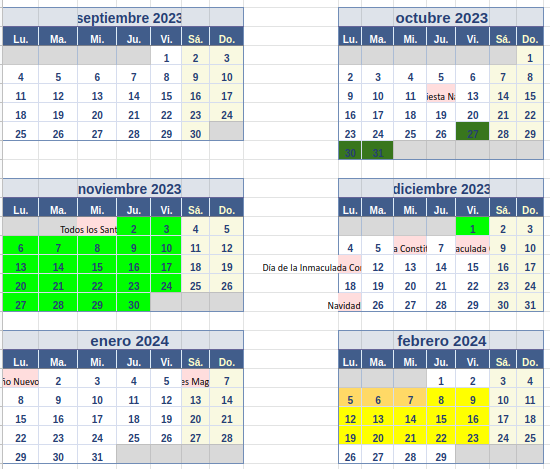 septiembre 2023
Lu. Ma. Mi. Ju. Vi. Sá. Do.
1 2 3
4 5 6 7 8 9 10
11 12 13 14 15 16 17
18 19 20 21 22 23 24
25 26 27 28 29 30
octubre 2023
Lu. Ma. Mi. Ju. Vi. Sá. Do.
1
2 3 4 5 6 7 8
9 10 11 iesta Na 13 14 15
16 17 18 19 20 21 22
23 24 25 26 27 28 29
30 31
noviembre 2023
Lu. Ma. Mi. Ju. Vi. Sá. Do.
Todos los Sant 2 3 4 5
6 7 8 9 10 11 12
13 14 15 16 17 18 19
20 21 22 23 24 25 26
27 28 29 30
diciembre 2023
Lu. Ma. Mi. Ju. Vi. Sá. Do.
1 2 3
4 5 a Constit 7 aculada 9 10
Día de la Inmaculada Cor 12 13 14 15 16 17
18 19 20 21 22 23 24
Navidad 26 27 28 29 30 31
enero 2024
Lu. Ma. Mi. Ju. Vi. Sá. Do.
ño Nuevo 2 3 4 5 es Mag 7
8 9 10 11 12 13 14
15 16 17 18 19 20 21
22 23 24 25 26 27 28
29 30 31
febrero 2024
Lu. Ma. Mi. Ju. Vi. Sá. Do.
1 2 3 4
5 6 7 8 9 10 11
12 13 14 15 16 17 18
19 20 21 22 23 24 25
26 27 28 29